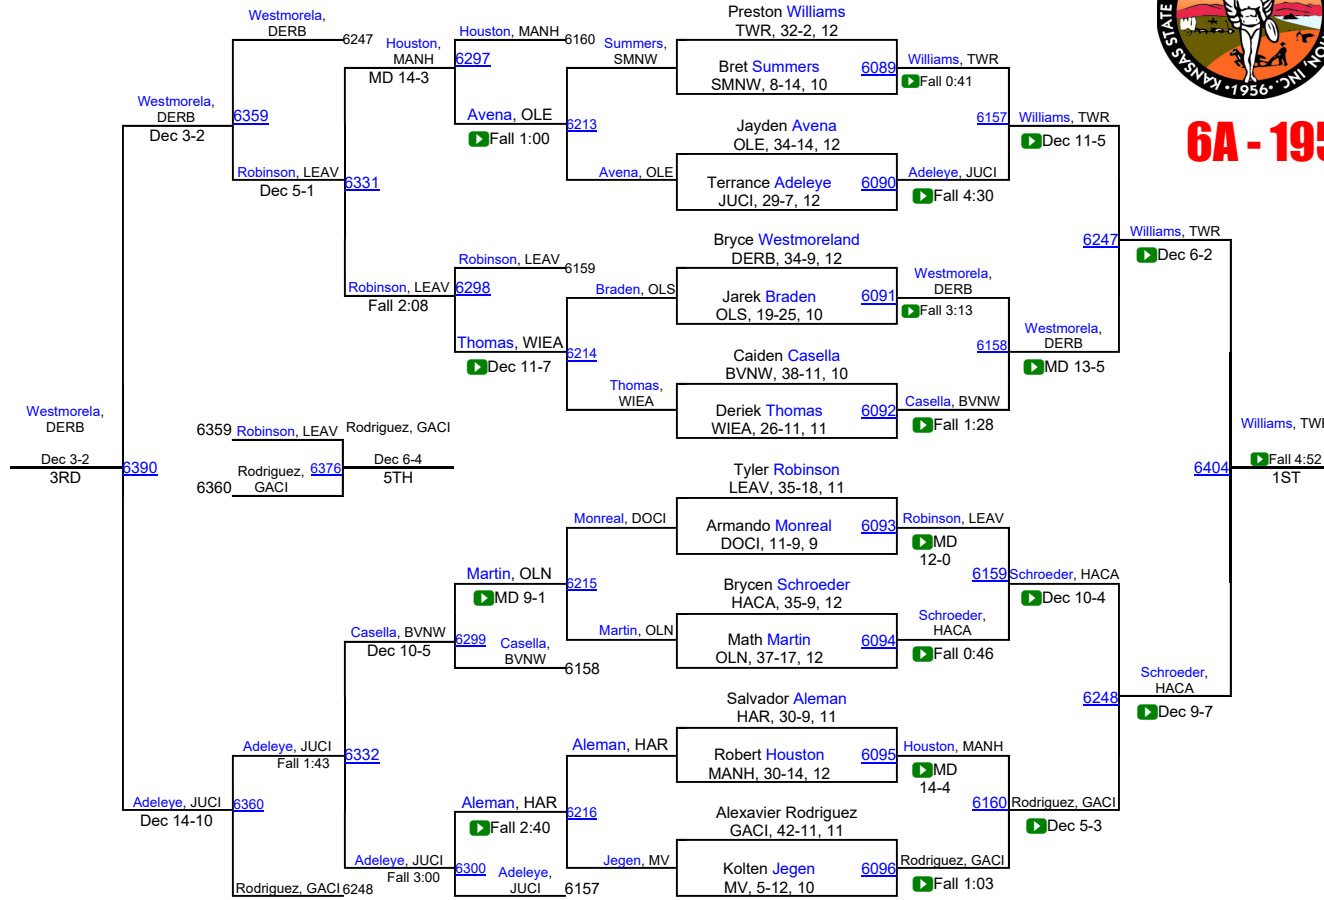 Westmorela,
DERB
6247
Westmorela,
DERB
Dec 3-2
6359
Robinson, LEAV
Dec 5-1
Houston,
MANH
MD 14-3
6331
Robinson, LEAV
Fall 2:08
Houston, MANH
6160
6297
Avena, OLE
Fall 1:00
Robinson, LEAV
6159
6298
Thomas, WIEA
Dec 11-7
Summers,
SMNW
6213
Avena, OLE
Braden, OLS
6214
Thomas,
WIEA
Preston Williams
TWR, 32-2, 12
Bret Summers
SMNW, 8-14, 10
6089
Jayden Avena
OLE, 34-14, 12
Terrance Adeleye
JUCI, 29-7, 12
6090
Bryce Westmoreland
DERB, 34-9, 12
Jarek Braden
OLS, 19-25, 10
6091
Caiden Casella
BVNW, 38-11, 10
Deriek Thomas
WIEA, 26-11, 11
6092
Williams, TWR
Fall 0:41
6157
Adeleye, JUCI
Fall 4:30
Westmorela,
DERB
Fall 3:13
6158
Casella, BVNW
Fall 1:28
Williams, TWR
Dec 11-5
6247
Westmorela,
DERB
MD 13-5
Williams, TWR
Dec 6-2
KANSAS STATE
ION, INC.
•1956•
6A - 195
Westmorela,
DERB
Dec 3-2
3RD
6390
6359
Robinson, LEAV
6376
Rodriguez,
GACI
6360
Rodriguez, GACI
Dec 6-4
5TH
6404
Williams, TWR
Fall 4:52
1ST
Tyler Robinson
LEAV, 35-18, 11
Armando Monreal
DOCI, 11-9, 9
6093
Brycen Schroeder
HACA, 35-9, 12
Math Martin
OLN, 37-17, 12
6094
Salvador Aleman
HAR, 30-9, 11
Robert Houston
MANH, 30-14, 12
6095
Alexavier Rodriguez
GACI, 42-11, 11
Kolten Jegen
MV, 5-12, 10
6096
Monreal, DOCI
6215
Martin, OLN
Martin, OLN
MD 9-1
6299
Casella,
BVNW
6158
Casella, BVNW
Dec 10-5
6332
Adeleye, JUCI
Fall 1:43
Adeleye, JUCI
Dec 14-10
6360
Rodriguez, GACI
6248
Adeleye, JUCI
Fall 3:00
Aleman, HAR
6216
Jegen, MV
Aleman, HAR
Fall 2:40
6300
Adeleye,
JUCI
6157
Robinson, LEAV
MD
12-0
6159
Schroeder,
HACA
Fall 0:46
Schroeder, HACA
Dec 10-4
6248
Schroeder,
HACA
Dec 9-7
Houston, MANH
MD
14-4
6160
Rodriguez, GACI
Dec 5-3
Rodriguez, GACI
Fall 1:03